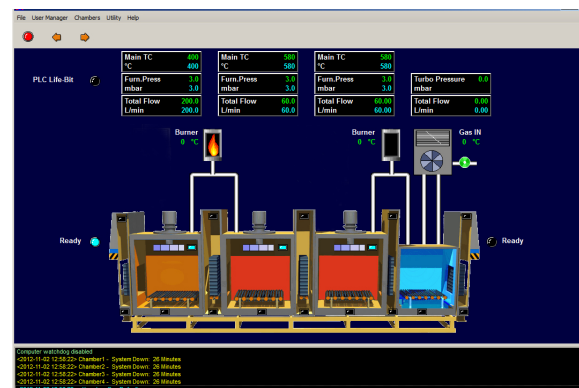 File User Manager Chambers Utility Help
Main TC 400
°C 400
Main TC 580
°C 580
Main TC 580
°C 580
PLC Life-Bit
Furn.Press 3.0
mbar 3.0
Furn.Press 3.0
mbar 3.0
Furn.Press 3.0
mbar 3.0
Turbo Pressure 0.0
mbar
Total Flow 200.0
L/min 200.0
Total Flow 60.0
L/min 60.0
Total Flow 60.00
L/min 60.00
Total Flow 0.00
L/min 0.00
Burner
0 °C
Burner
0 °C
Gas IN
0 °C
Ready
Ready
Computer watchdog disabled
<2012-11-02 12:58:22> Chamber1 - System Down: 26 Minutes
<2012-11-02 12:58:22> Chamber2 - System Down: 26 Minutes
<2012-11-02 12:58:22> Chamber3 - System Down: 26 Minutes
<2012-11-02 12:58:22> Chamber4 - System Down: 26 Minutes